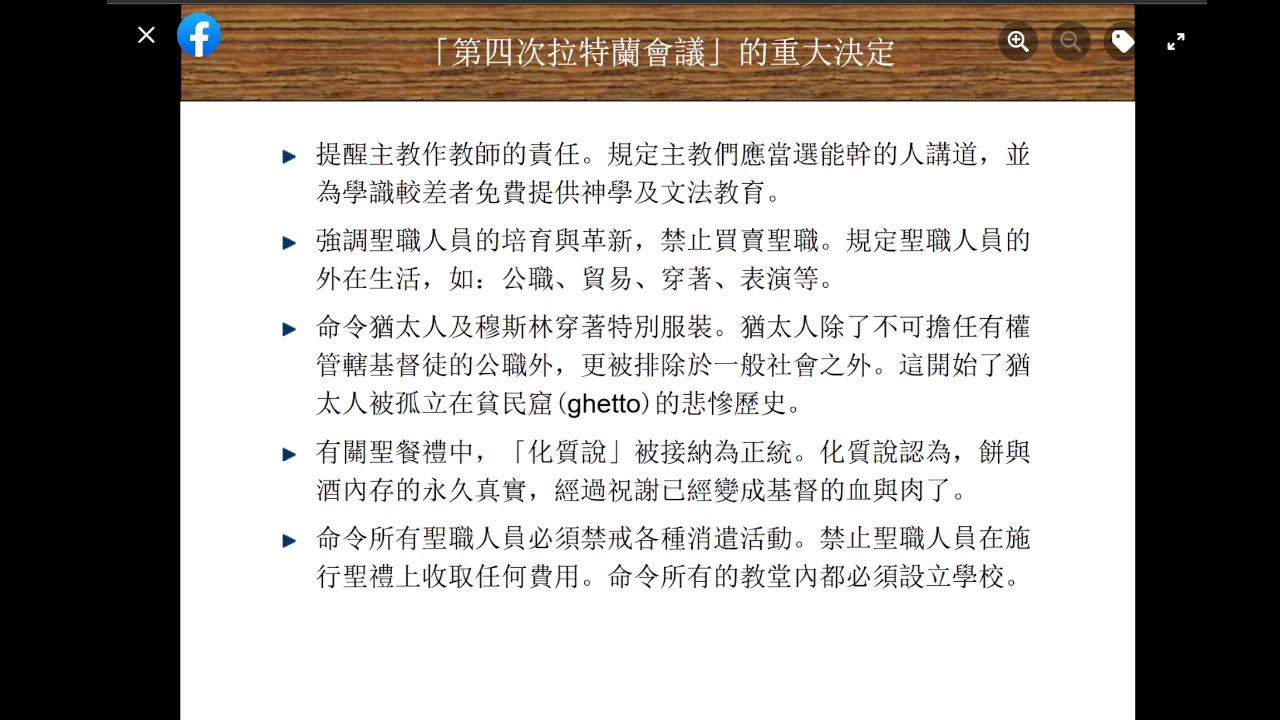 「第四次拉特蘭會議」的重大決定
提醒主教作教師的責任。規定主教們應當選能幹的人講道，並
為學識較差者免費提供神學及文法教育。
強調聖職人員的培育與革新，禁止買賣聖職。規定聖職人員的
外在生活，如：公職、貿易、穿著、表演等。
命令猶太人及穆斯林穿著特別服裝。猶太人除了不可擔任有權
管轄基督徒的公職外，更被排除於一般社會之外。這開始了猶
太人被孤立在貧民窟(ghetto)的悲慘歷史。
有關聖餐禮中，「化質說」被接納為正統。化質說認為，餅與
酒內存的永久真實，經過祝謝已經變成基督的血與肉了。
命令所有聖職人員必須禁戒各種消遣活動。禁止聖職人員在施
行聖禮上收取任何費用。命令所有的教堂內都必須設立學校。